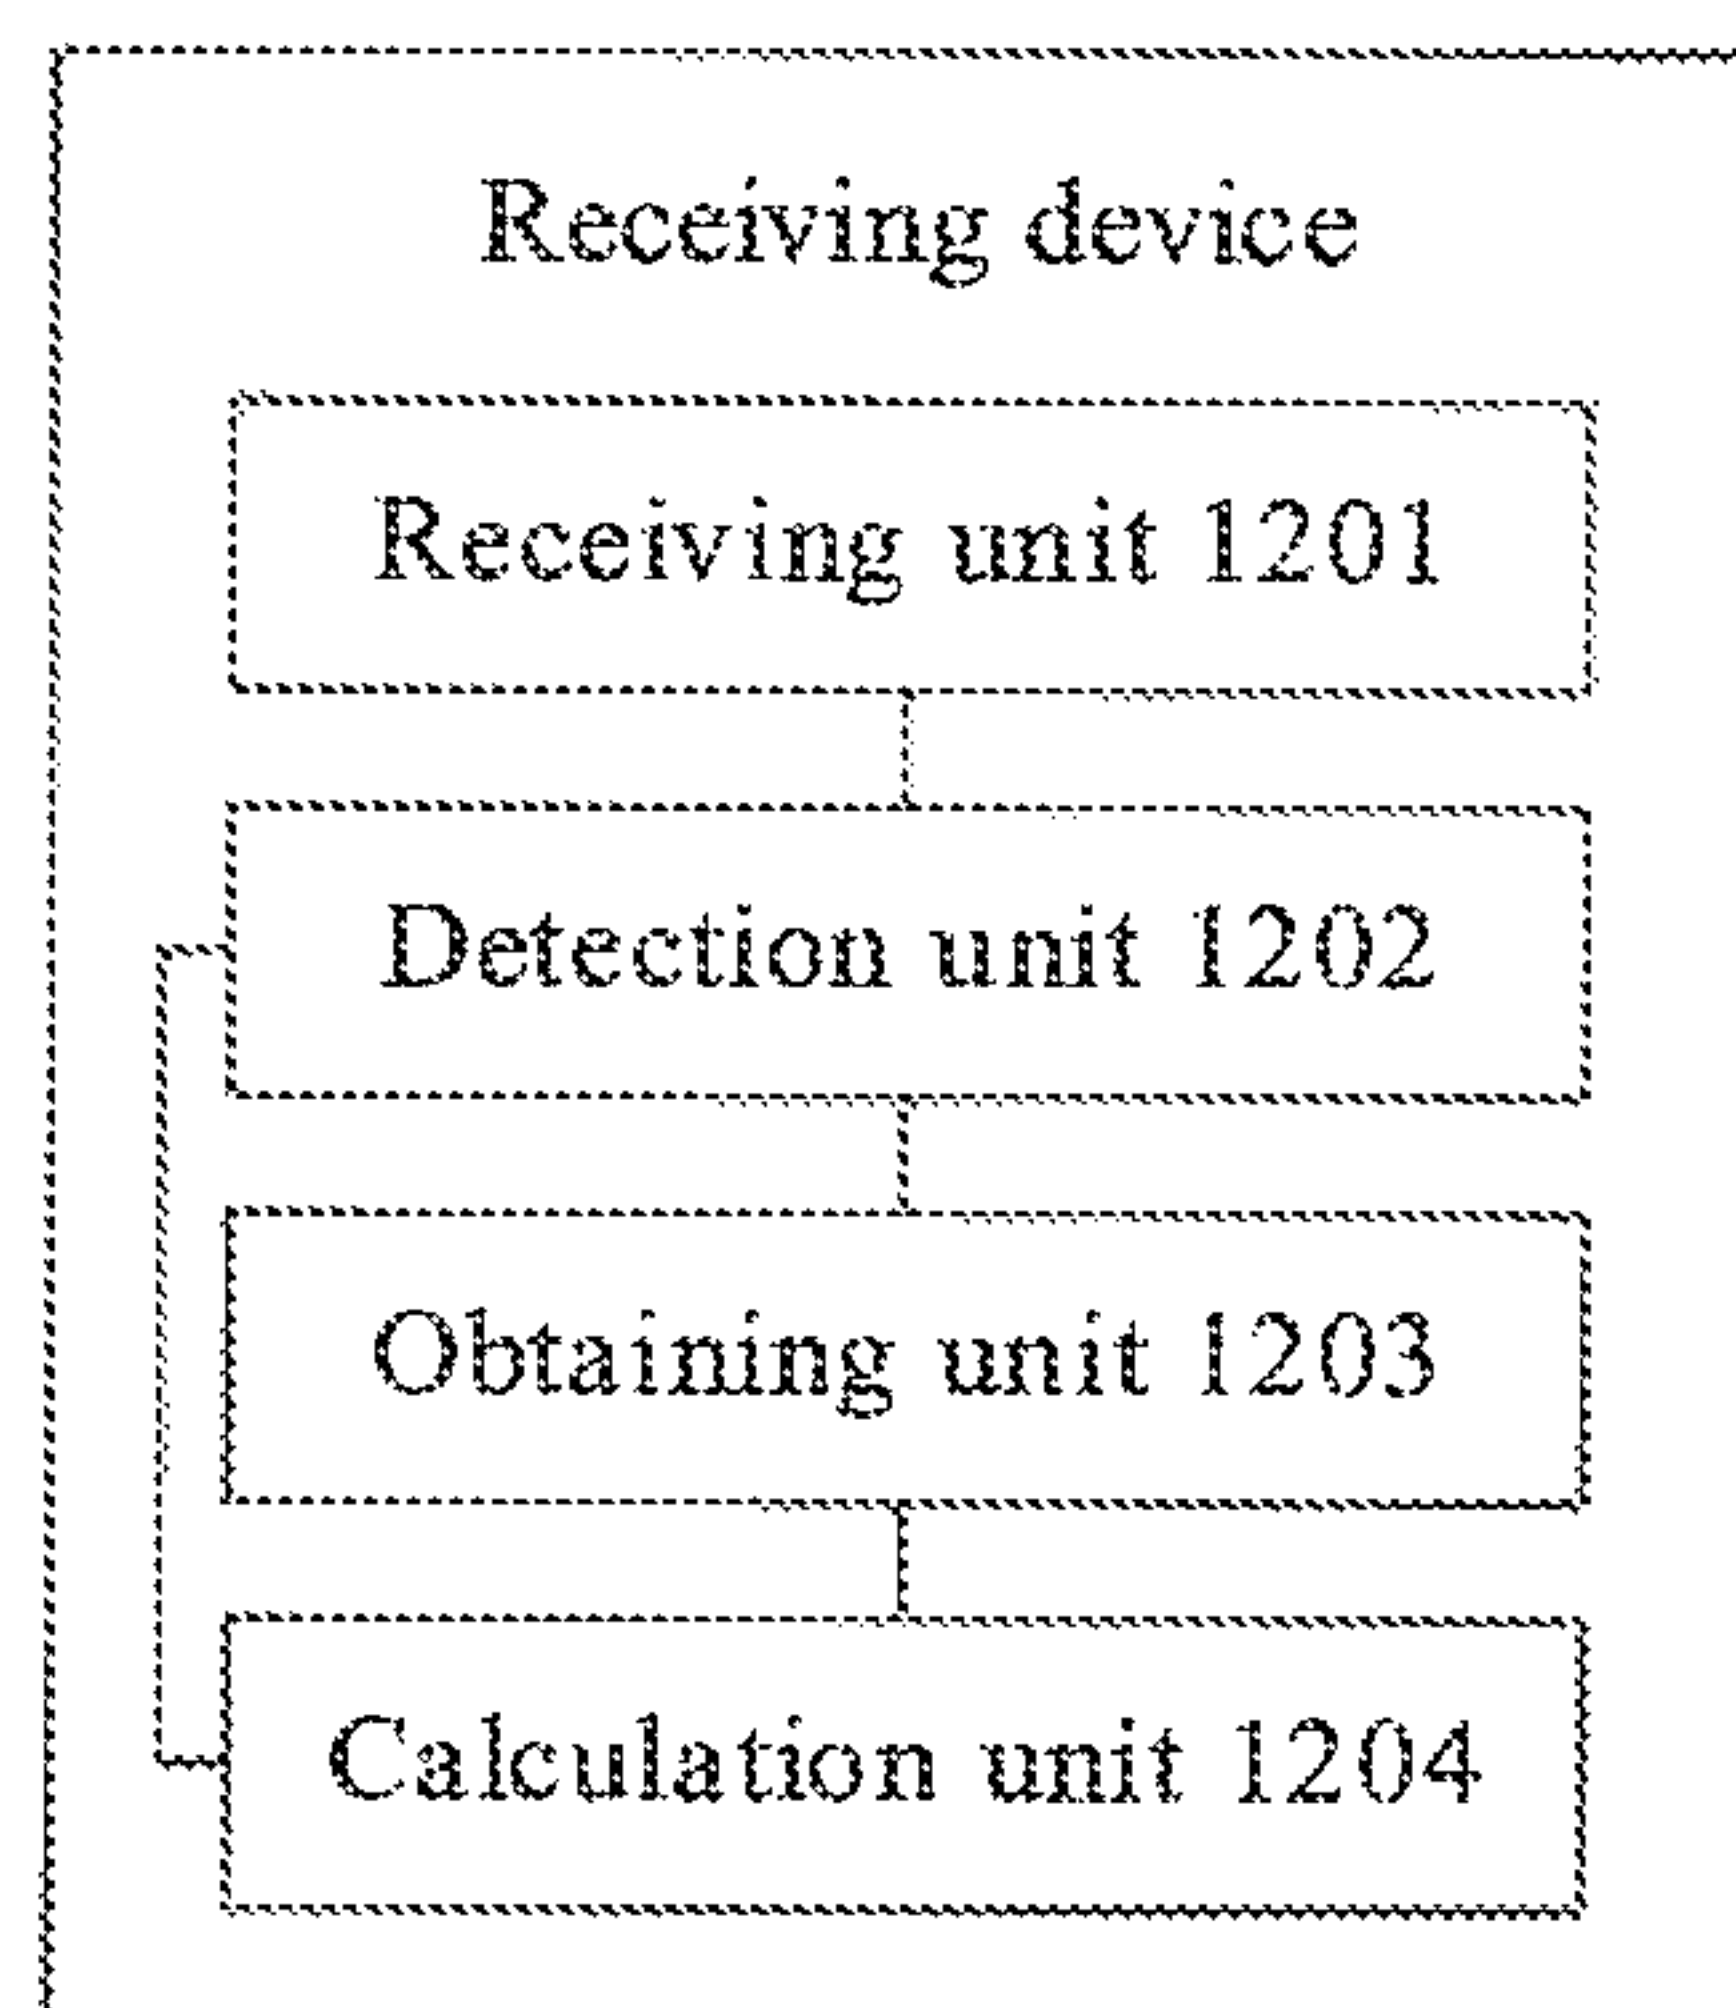 Receiving device
Receiving unit 1201
Detection unit 1202
Obtaining unit 1203
Calculation unit 1204